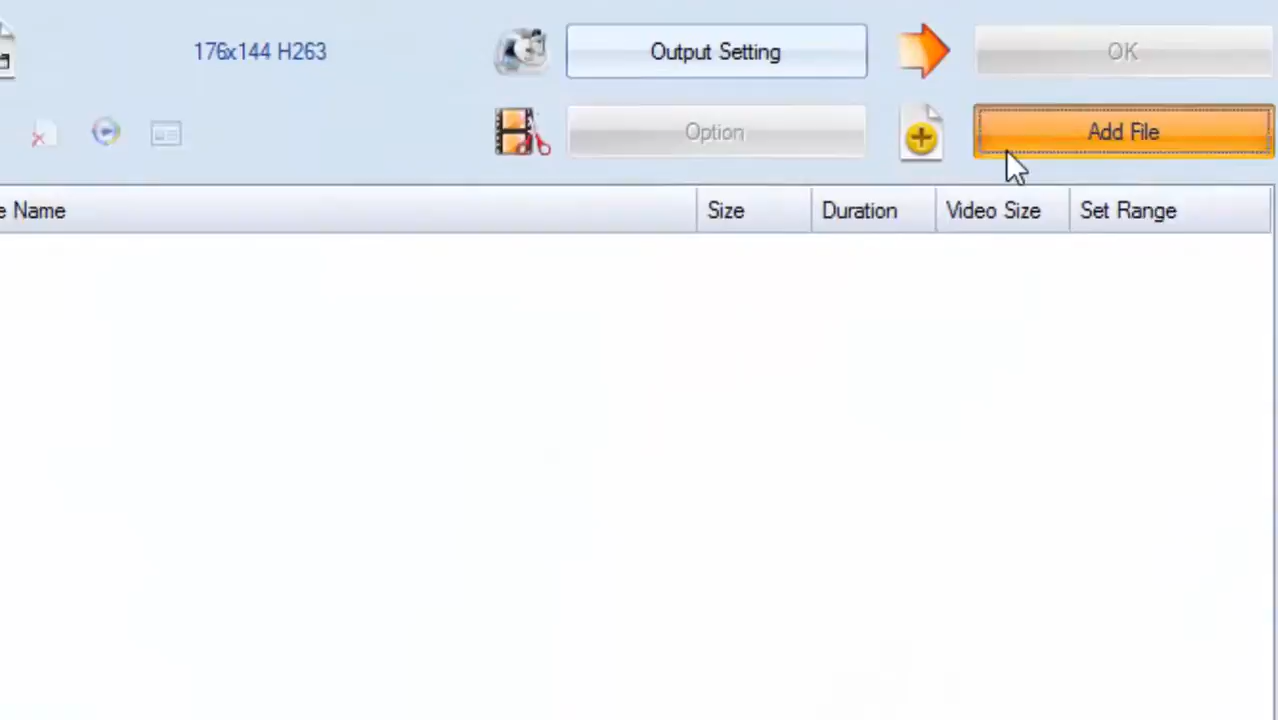 176x144 H263
Output Setting
OK
Option
Add File
e Name
Size
Duration
Video Size
Set Range